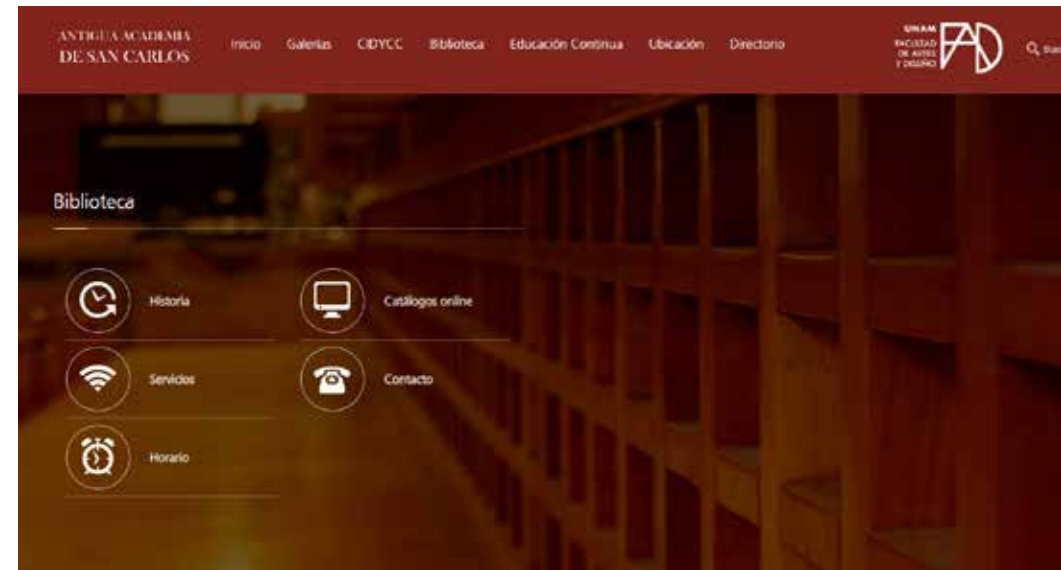 ANTIGUA ACADEMIA
DE SAN CARLOS
Inicio Galerías CIDYCC Biblioteca Educación Continua Ubicación Directorio
UNAM
FACULTAD
DE ARTES
Y DISEÑO
FAD
Biblioteca
Historia
Catálogos online
Servicios
Contacto
Horario